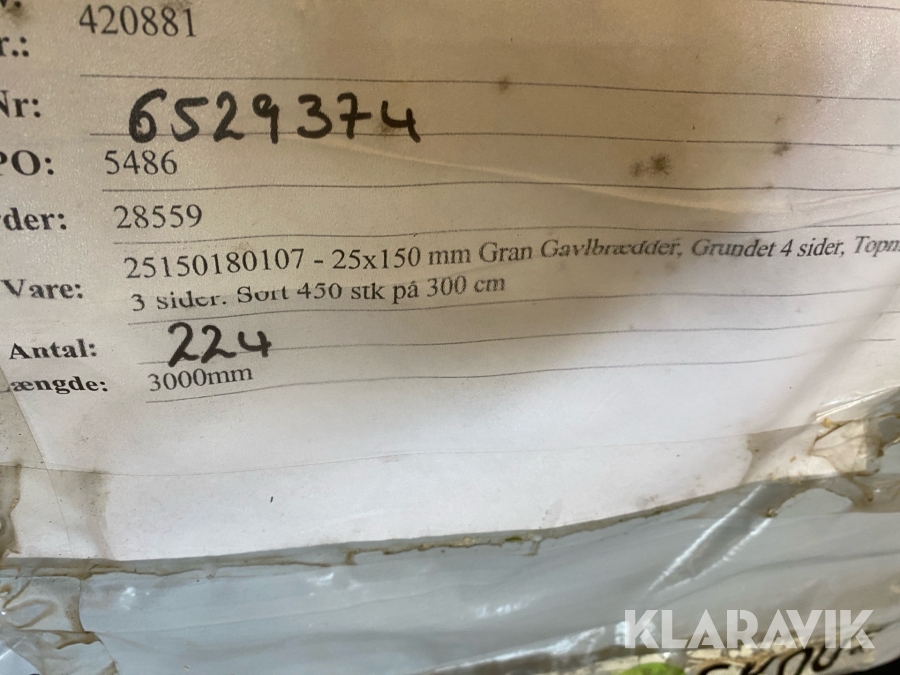 420881
r.:
Nr: 6529374
PO: 5486
der: 28559
Vare: 25150180107 - 25x150 mm Gran Gavlbrædder, Grundet 4 sider, Topm
3 sider. Sort 450 stk på 300 cm
Antal: 224
ængde: 3000mm
KLARAVIK